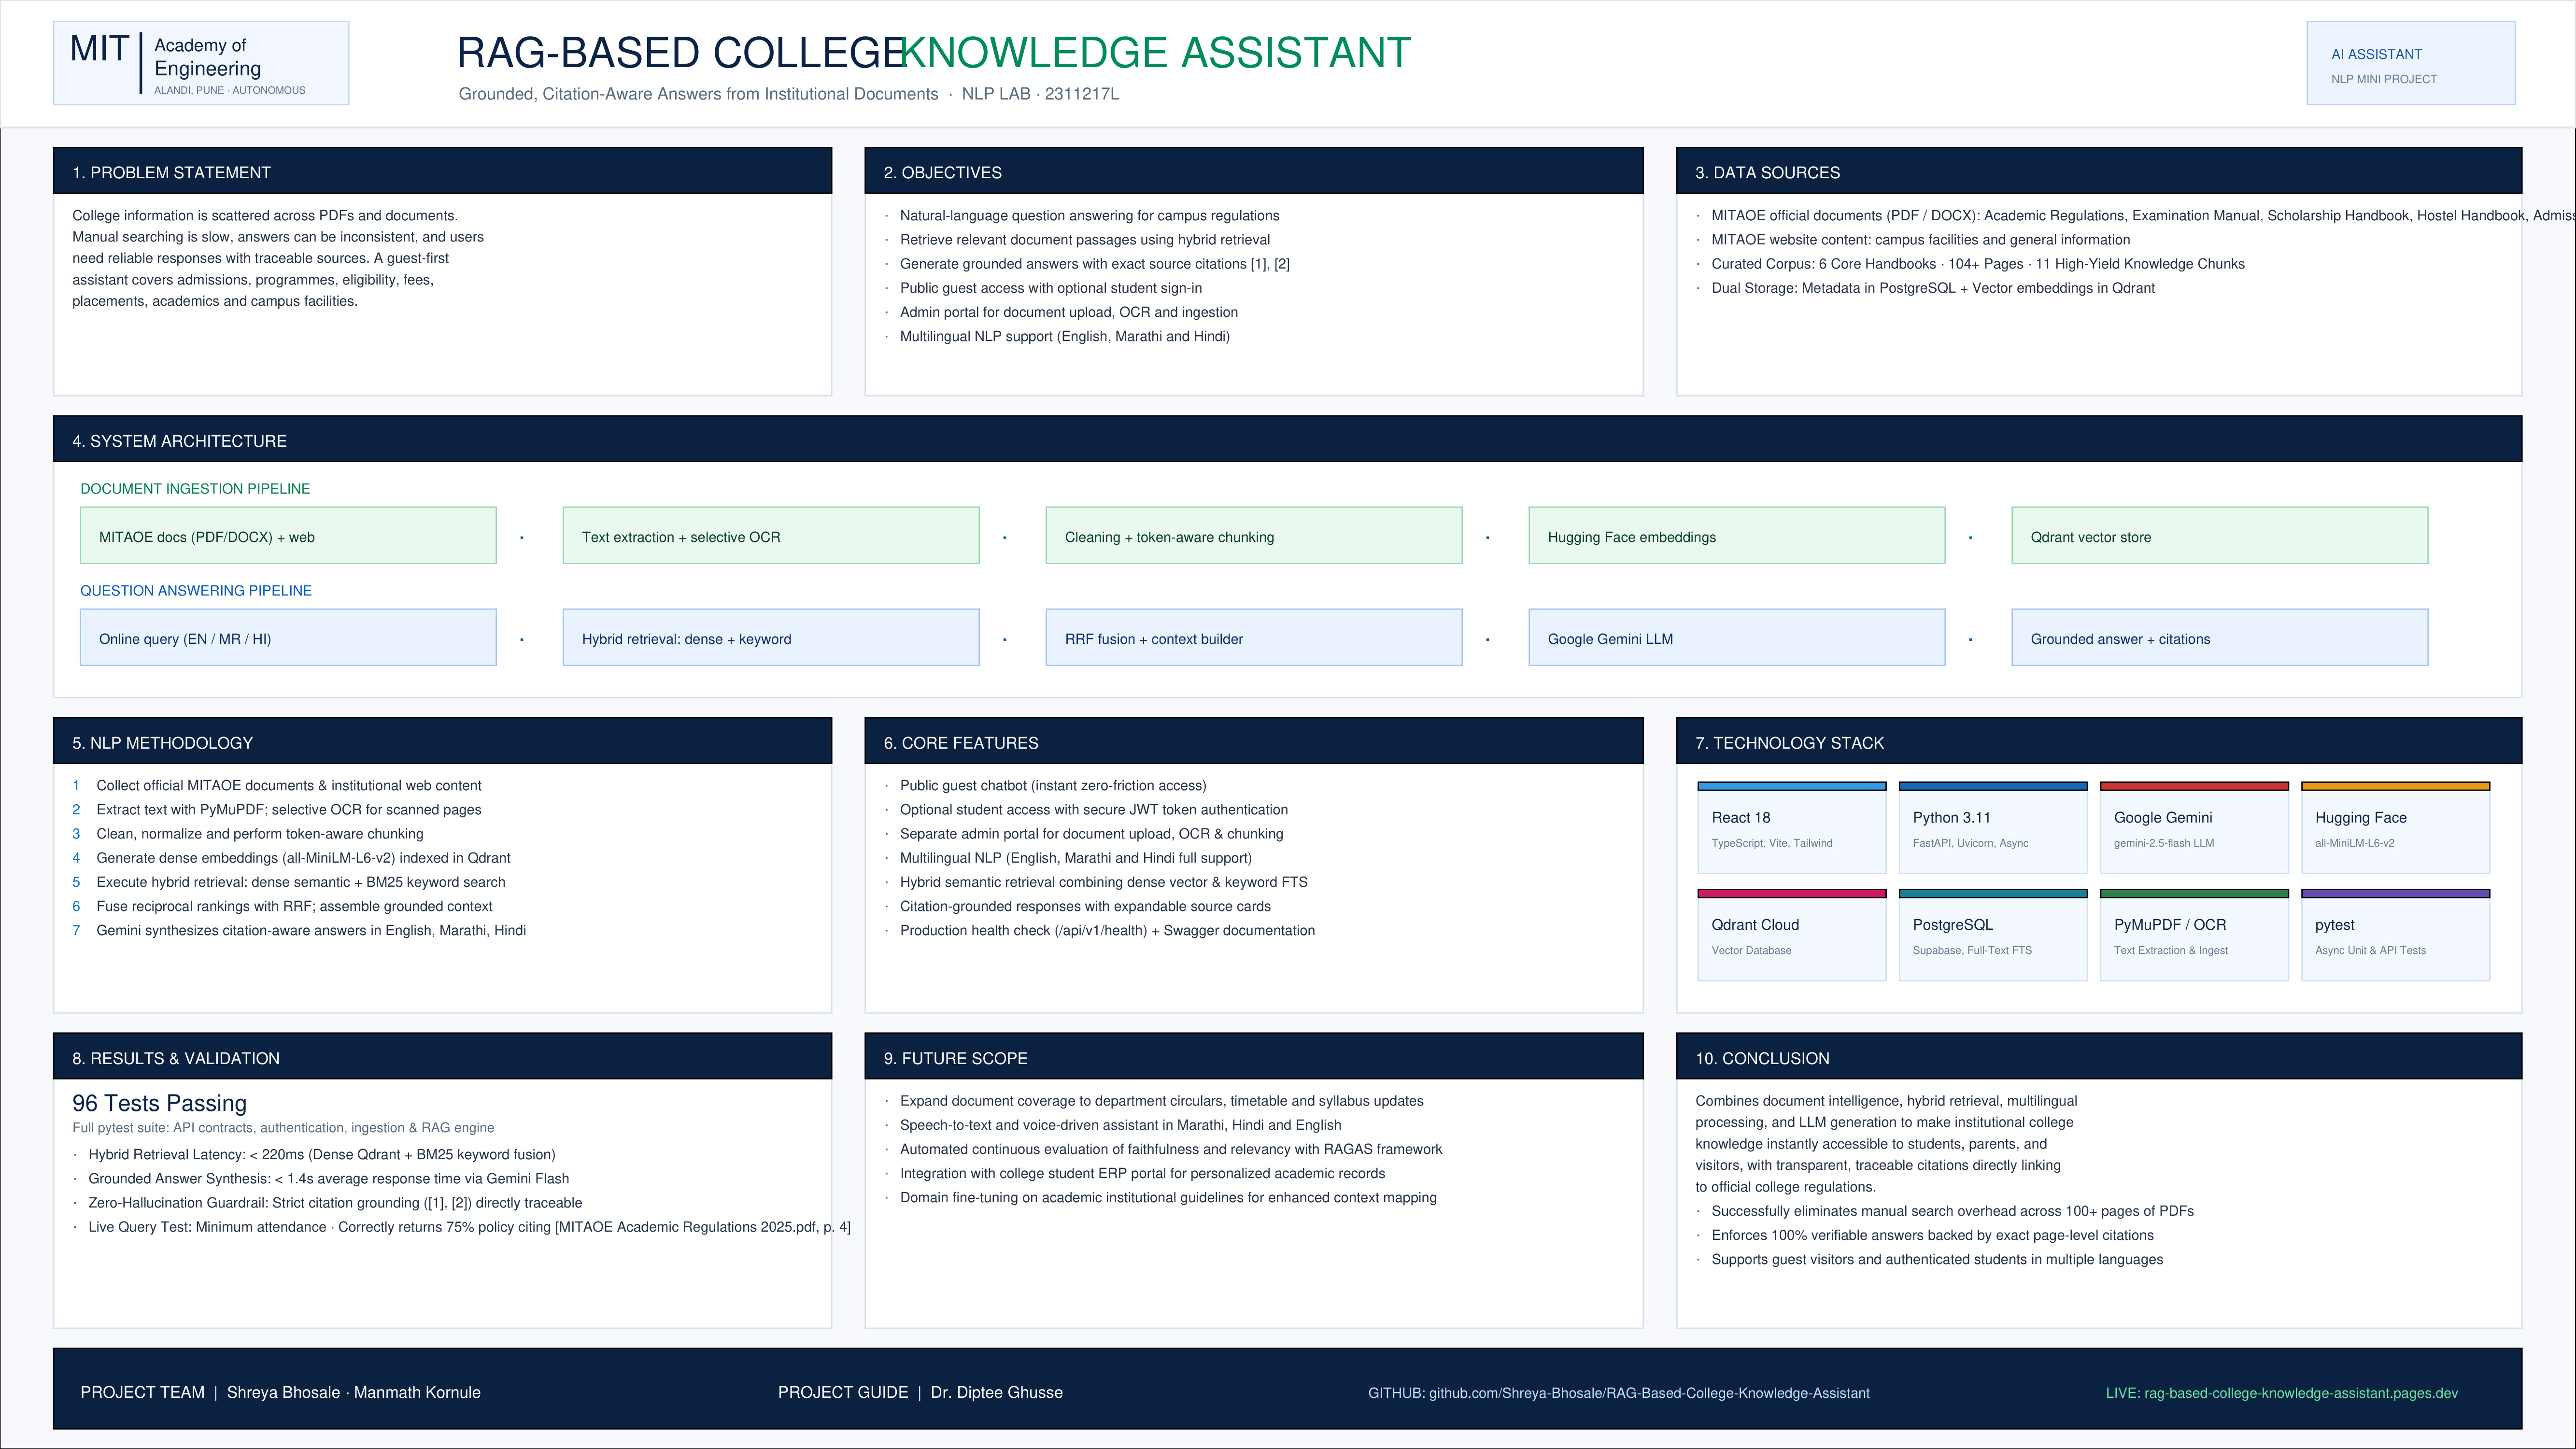 MIT
Academy of
Engineering
ALANDI, PUNE · AUTONOMOUS
RAG-BASED COLLEGE KNOWLEDGE ASSISTANT
Grounded, Citation-Aware Answers from Institutional Documents · NLP LAB · 2311217L
AI ASSISTANT
NLP MINI PROJECT
1. PROBLEM STATEMENT
College information is scattered across PDFs and documents.
Manual searching is slow, answers can be inconsistent, and users
need reliable responses with traceable sources. A guest-first
assistant covers admissions, programmes, eligibility, fees,
placements, academics and campus facilities.
2. OBJECTIVES
· Natural-language question answering for campus regulations
· Retrieve relevant document passages using hybrid retrieval
· Generate grounded answers with exact source citations [1], [2]
· Public guest access with optional student sign-in
· Admin portal for document upload, OCR and ingestion
· Multilingual NLP support (English, Marathi and Hindi)
3. DATA SOURCES
· MITAOE official documents (PDF / DOCX): Academic Regulations, Examination Manual, Scholarship Handbook, Hostel Handbook, Admiss
· MITAOE website content: campus facilities and general information
· Curated Corpus: 6 Core Handbooks · 104+ Pages · 11 High-Yield Knowledge Chunks
· Dual Storage: Metadata in PostgreSQL + Vector embeddings in Qdrant
4. SYSTEM ARCHITECTURE
DOCUMENT INGESTION PIPELINE
MITAOE docs (PDF/DOCX) + web · Text extraction + selective OCR · Cleaning + token-aware chunking · Hugging Face embeddings · Qdrant vector store
QUESTION ANSWERING PIPELINE
Online query (EN / MR / HI) · Hybrid retrieval: dense + keyword · RRF fusion + context builder · Google Gemini LLM · Grounded answer + citations
5. NLP METHODOLOGY
1 Collect official MITAOE documents & institutional web content
2 Extract text with PyMuPDF; selective OCR for scanned pages
3 Clean, normalize and perform token-aware chunking
4 Generate dense embeddings (all-MiniLM-L6-v2) indexed in Qdrant
5 Execute hybrid retrieval: dense semantic + BM25 keyword search
6 Fuse reciprocal rankings with RRF; assemble grounded context
7 Gemini synthesizes citation-aware answers in English, Marathi, Hindi
6. CORE FEATURES
· Public guest chatbot (instant zero-friction access)
· Optional student access with secure JWT token authentication
· Separate admin portal for document upload, OCR & chunking
· Multilingual NLP (English, Marathi and Hindi full support)
· Hybrid semantic retrieval combining dense vector & keyword FTS
· Citation-grounded responses with expandable source cards
· Production health check (/api/v1/health) + Swagger documentation
7. TECHNOLOGY STACK
React 18
TypeScript, Vite, Tailwind
Python 3.11
FastAPI, Uvicorn, Async
Google Gemini
gemini-2.5-flash LLM
Hugging Face
all-MiniLM-L6-v2
Qdrant Cloud
Vector Database
PostgreSQL
Supabase, Full-Text FTS
PyMuPDF / OCR
Text Extraction & Ingest
pytest
Async Unit & API Tests
8. RESULTS & VALIDATION
96 Tests Passing
Full pytest suite: API contracts, authentication, ingestion & RAG engine
· Hybrid Retrieval Latency: < 220ms (Dense Qdrant + BM25 keyword fusion)
· Grounded Answer Synthesis: < 1.4s average response time via Gemini Flash
· Zero-Hallucination Guardrail: Strict citation grounding ([1], [2]) directly traceable
· Live Query Test: Minimum attendance · Correctly returns 75% policy citing [MITAOE Academic Regulations 2025.pdf, p. 4]
9. FUTURE SCOPE
· Expand document coverage to department circulars, timetable and syllabus updates
· Speech-to-text and voice-driven assistant in Marathi, Hindi and English
· Automated continuous evaluation of faithfulness and relevancy with RAGAS framework
· Integration with college student ERP portal for personalized academic records
· Domain fine-tuning on academic institutional guidelines for enhanced context mapping
10. CONCLUSION
Combines document intelligence, hybrid retrieval, multilingual
processing, and LLM generation to make institutional college
knowledge instantly accessible to students, parents, and
visitors, with transparent, traceable citations directly linking
to official college regulations.
· Successfully eliminates manual search overhead across 100+ pages of PDFs
· Enforces 100% verifiable answers backed by exact page-level citations
· Supports guest visitors and authenticated students in multiple languages
PROJECT TEAM | Shreya Bhosale · Manmath Kornule
PROJECT GUIDE | Dr. Diptee Ghusse
GITHUB: github.com/Shreya-Bhosale/RAG-Based-College-Knowledge-Assistant
LIVE: rag-based-college-knowledge-assistant.pages.dev